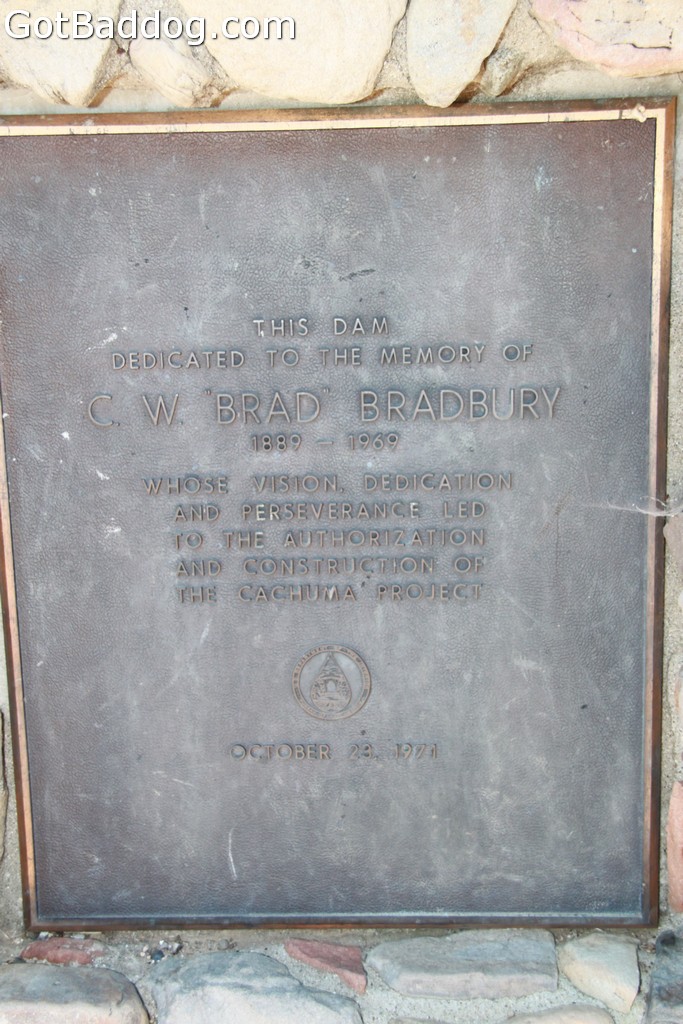 GotBaddog.com
THIS DAM
DEDICATED TO THE MEMORY OF
C. W. "BRAD" BRADBURY
1889 - 1969
WHOSE VISION, DEDICATION
AND PERSEVERANCE LED
TO THE AUTHORIZATION
AND CONSTRUCTION OF
THE CACHUMA PROJECT
OCTOBER 23, 1971